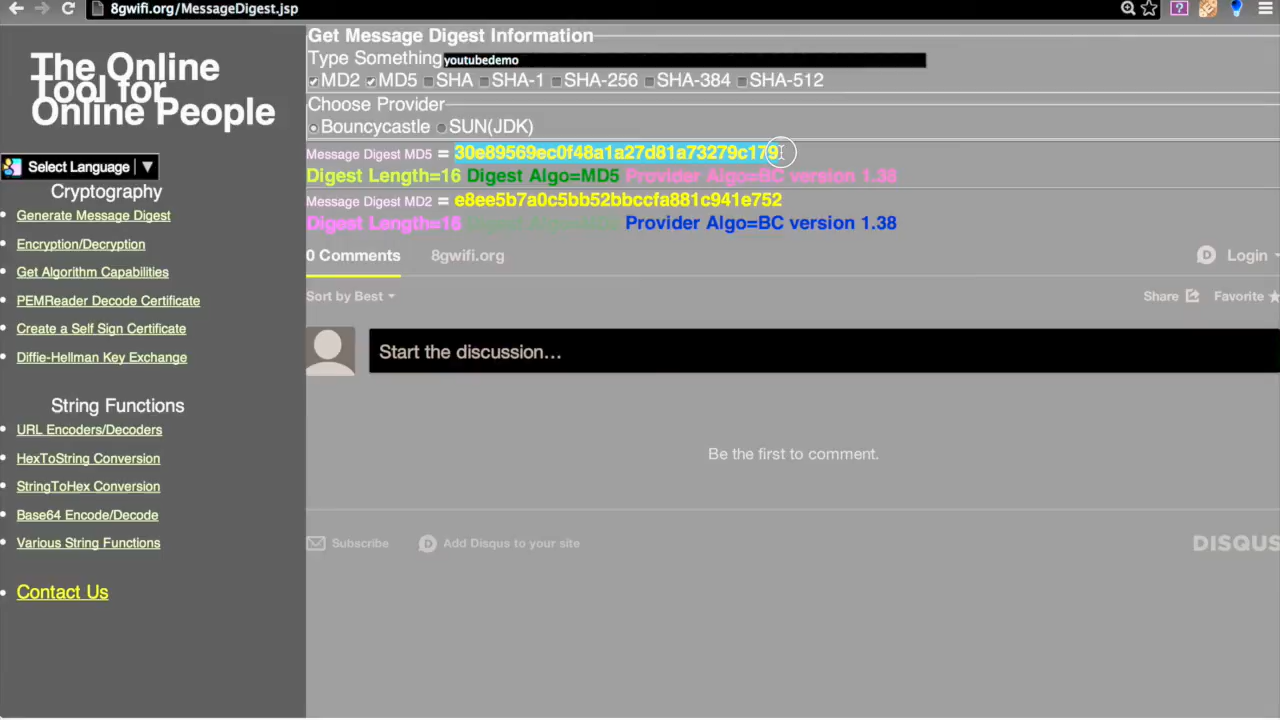 8gwifi.org/MessageDigest.jsp
The Online
Tool for
Online People
Select Language ▼
Cryptography
Generate Message Digest
Encryption/Decryption
Get Algorithm Capabilities
PEMReader Decode Certificate
Create a Self Sign Certificate
Diffie-Hellman Key Exchange
String Functions
URL Encoders/Decoders
HexToString Conversion
StringToHex Conversion
Base64 Encode/Decode
Various String Functions
Contact Us
Get Message Digest Information
Type Something youtubedemo
MD2 MD5 SHA SHA-1 SHA-256 SHA-384 SHA-512
Choose Provider
Bouncycastle SUN(JDK)
Message Digest MD5 = 30e89569ec0f48a1a27d81a73279c179
Digest Length=16 Digest Algo=MD5 Provider Algo=BC version 1.38
Message Digest MD2 = e8ee5b7a0c5bb52bbccfa881c941e752
Digest Length=16 Digest Algo=MD2 Provider Algo=BC version 1.38
0 Comments 8gwifi.org Login
Sort by Best Share Favorite
Start the discussion…
Be the first to comment.
Subscribe Add Disqus to your site DISQUS